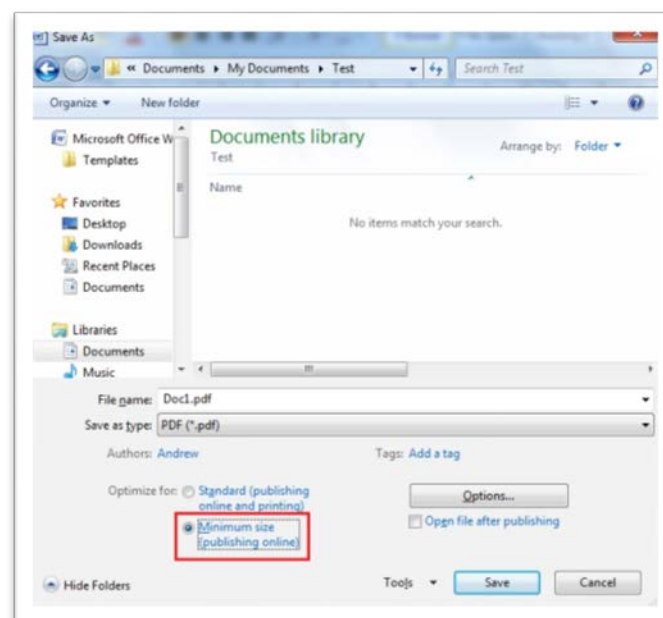 Save As
« Documents ▸ My Documents ▸ Test
Search Test
Organize ▾ New folder
Documents library
Test
Arrange by: Folder ▾
Name
No items match your search.
Microsoft Office W
Templates
Favorites
Desktop
Downloads
Recent Places
Documents
Libraries
Documents
Music
File name: Doc1.pdf
Save as type: PDF (*.pdf)
Authors: Andrew
Tags: Add a tag
Optimize for: Standard (publishing
online and printing)
Minimum size
(publishing online)
Options...
Open file after publishing
Hide Folders
Tools ▾ Save Cancel